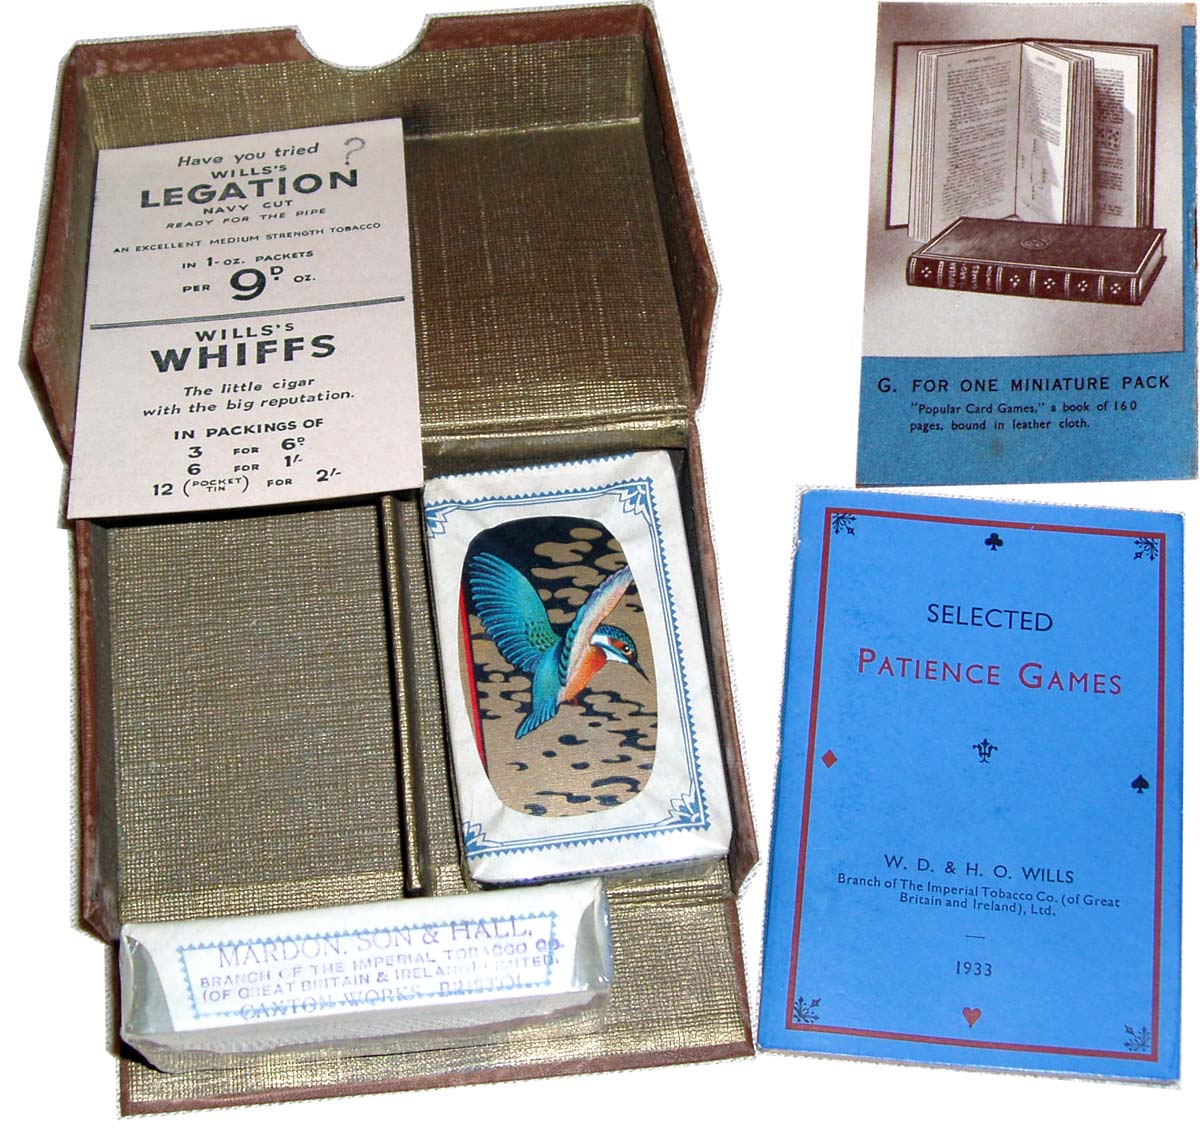 Have you tried ?
WILLS'S
LEGATION
NAVY CUT
READY FOR THE PIPE
AN EXCELLENT MEDIUM STRENGTH TOBACCO
IN 1-OZ. PACKETS
PER 9D. OZ.
WILLS'S
WHIFFS
The little cigar
with the big reputation.
IN PACKINGS OF
3 FOR 6D
6 FOR 1/-
12 (POCKET TIN) FOR 2/-
MARDON, SON & HALL,
BRANCH OF THE IMPERIAL TOBACCO CO.
(OF GREAT BRITAIN & IRELAND) LIMITED.
CAXTON WORKS BRISTOL
POPULAR
CARD
GAMES
G. FOR ONE MINIATURE PACK
"Popular Card Games," a book of 160
pages, bound in leather cloth.
SELECTED
PATIENCE GAMES
W. D. & H. O. WILLS
Branch of The Imperial Tobacco Co. (of Great
Britain and Ireland), Ltd.
—
1933